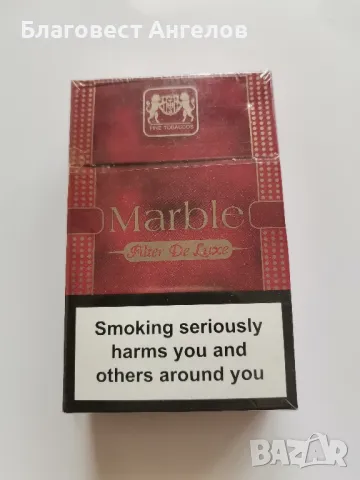 Благовест Ангелов
FINE TOBACCOS
Marble
Filter De Luxe
Smoking seriously
harms you and
others around you
BAZAR